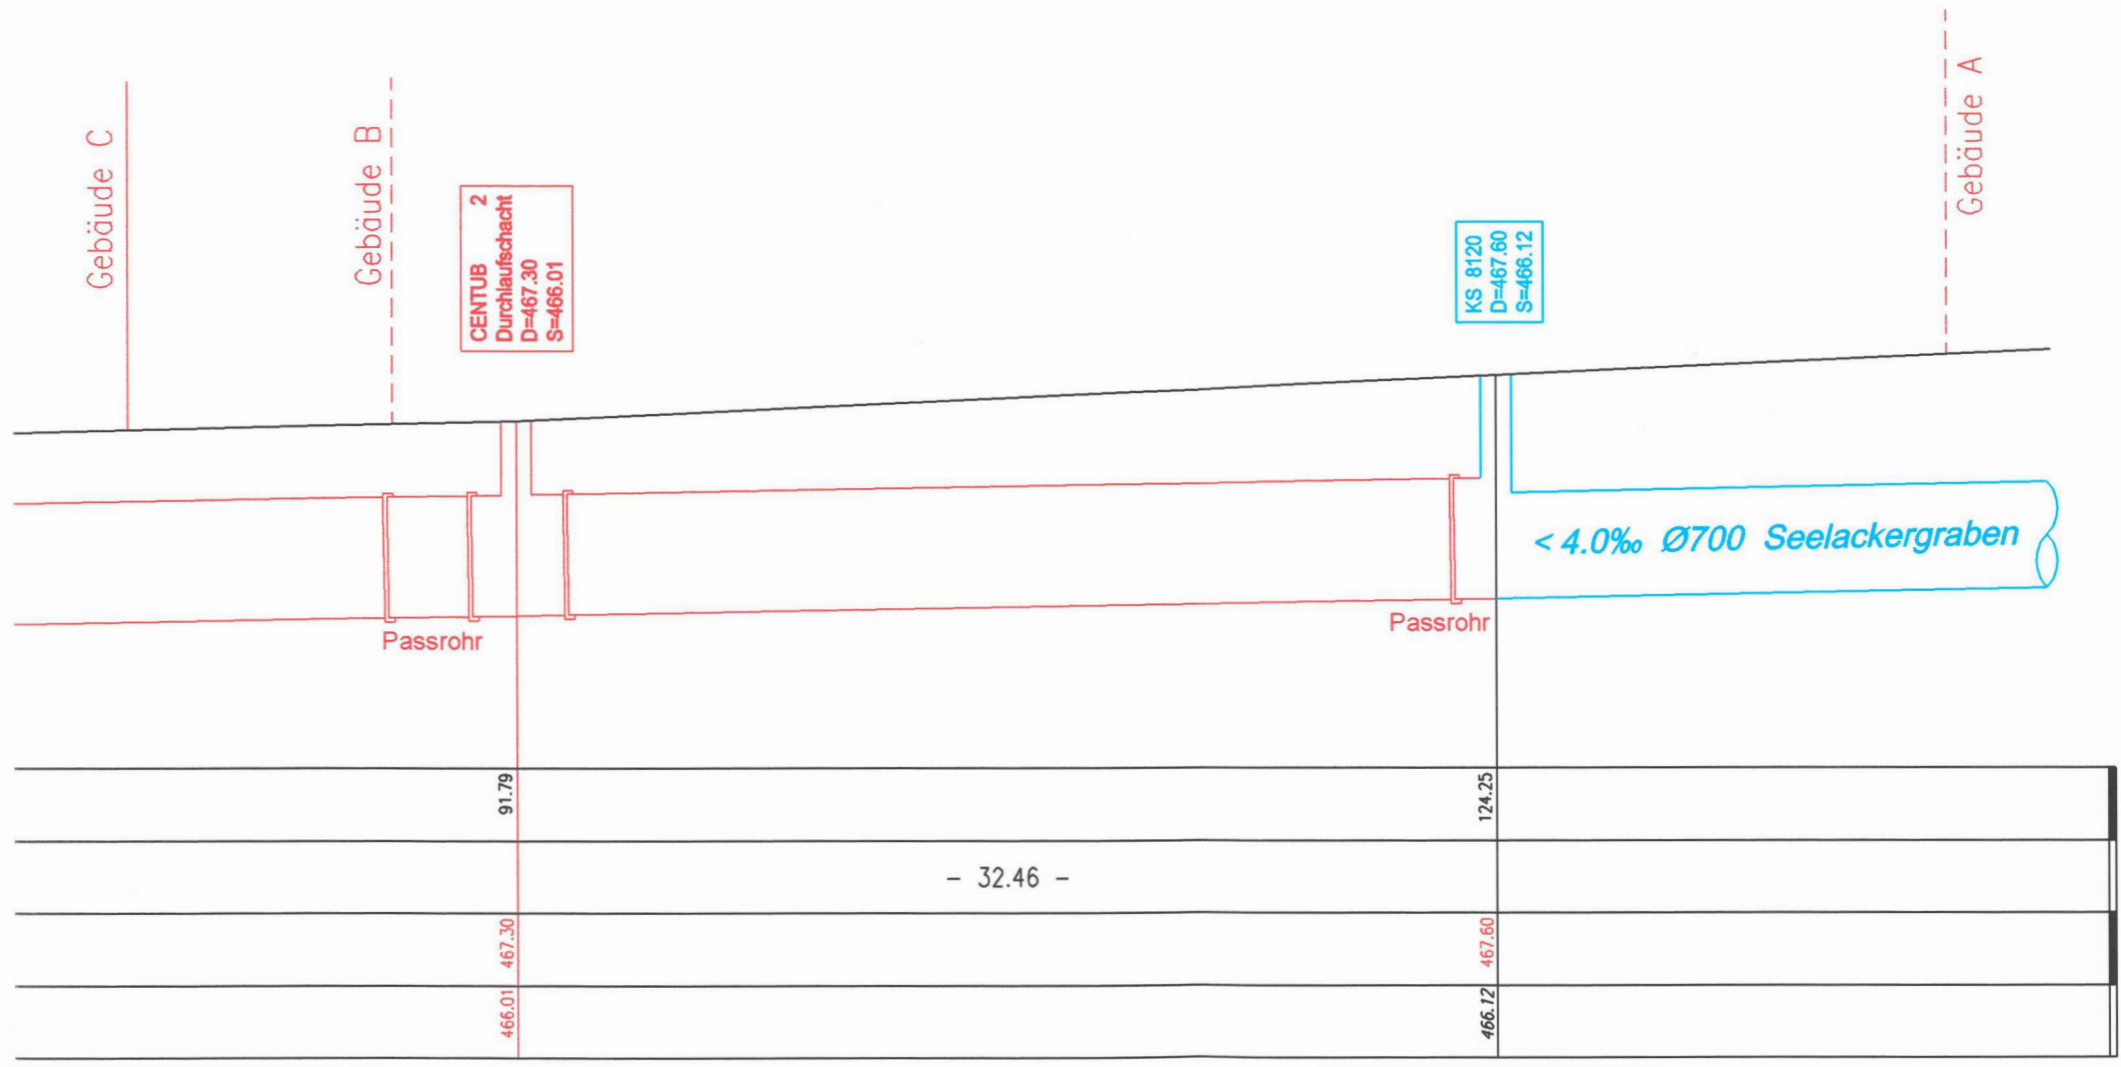 Gebäude C
Gebäude B
CENTUB 2
Durchlaufschacht
D=467.30
S=466.01
KS 8120
D=467.60
S=466.12
Gebäude A
< 4.0‰ Ø700 Seelackergraben
Passrohr
Passrohr
91.79
124.25
- 32.46 -
467.30
467.60
466.01
466.12